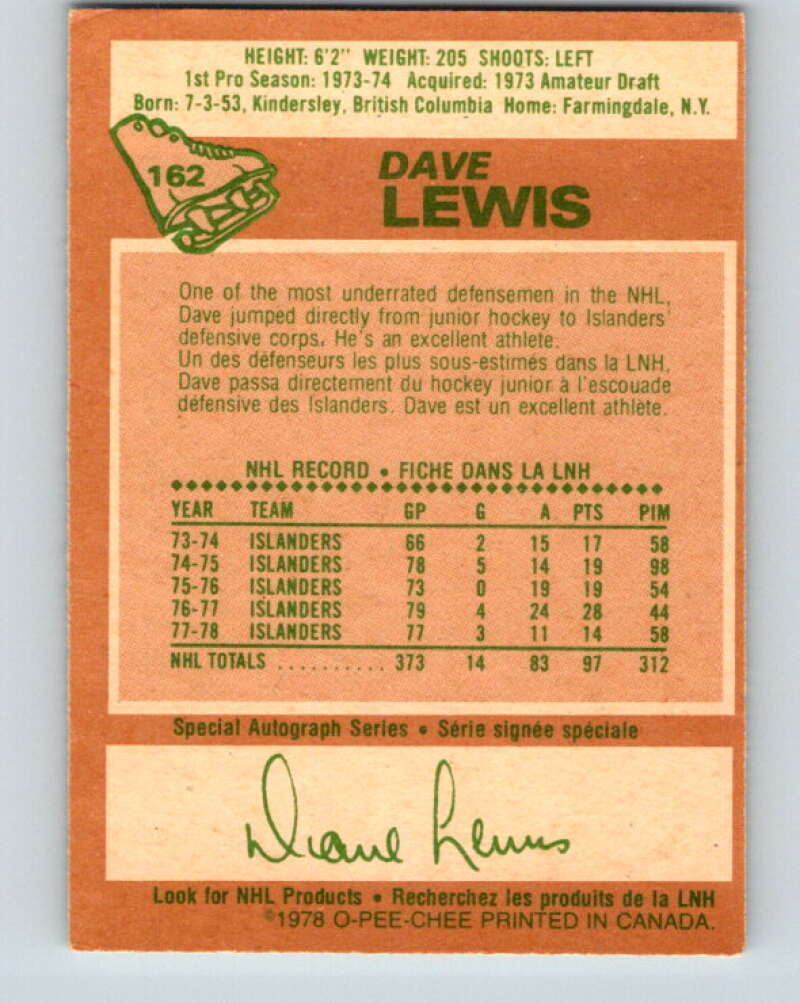 HEIGHT: 6'2" WEIGHT: 205 SHOOTS: LEFT
1st Pro Season: 1973-74 Acquired: 1973 Amateur Draft
Born: 7-3-53, Kindersley, British Columbia Home: Farmingdale, N.Y.
162
DAVE
LEWIS
One of the most underrated defensemen in the NHL,
Dave jumped directly from junior hockey to Islanders'
defensive corps. He's an excellent athlete.
Un des défenseurs les plus sous-estimés dans la LNH,
Dave passa directement du hockey junior à l'escouade
défensive des Islanders. Dave est un excellent athlète.
NHL RECORD • FICHE DANS LA LNH
YEAR TEAM GP G A PTS PIM
73-74 ISLANDERS 66 2 15 17 58
74-75 ISLANDERS 78 5 14 19 98
75-76 ISLANDERS 73 0 19 19 54
76-77 ISLANDERS 79 4 24 28 44
77-78 ISLANDERS 77 3 11 14 58
NHL TOTALS .......... 373 14 83 97 312
Special Autograph Series • Série signée spéciale
Diane Lewis
Look for NHL Products • Recherchez les produits de la LNH
©1978 O-PEE-CHEE PRINTED IN CANADA.